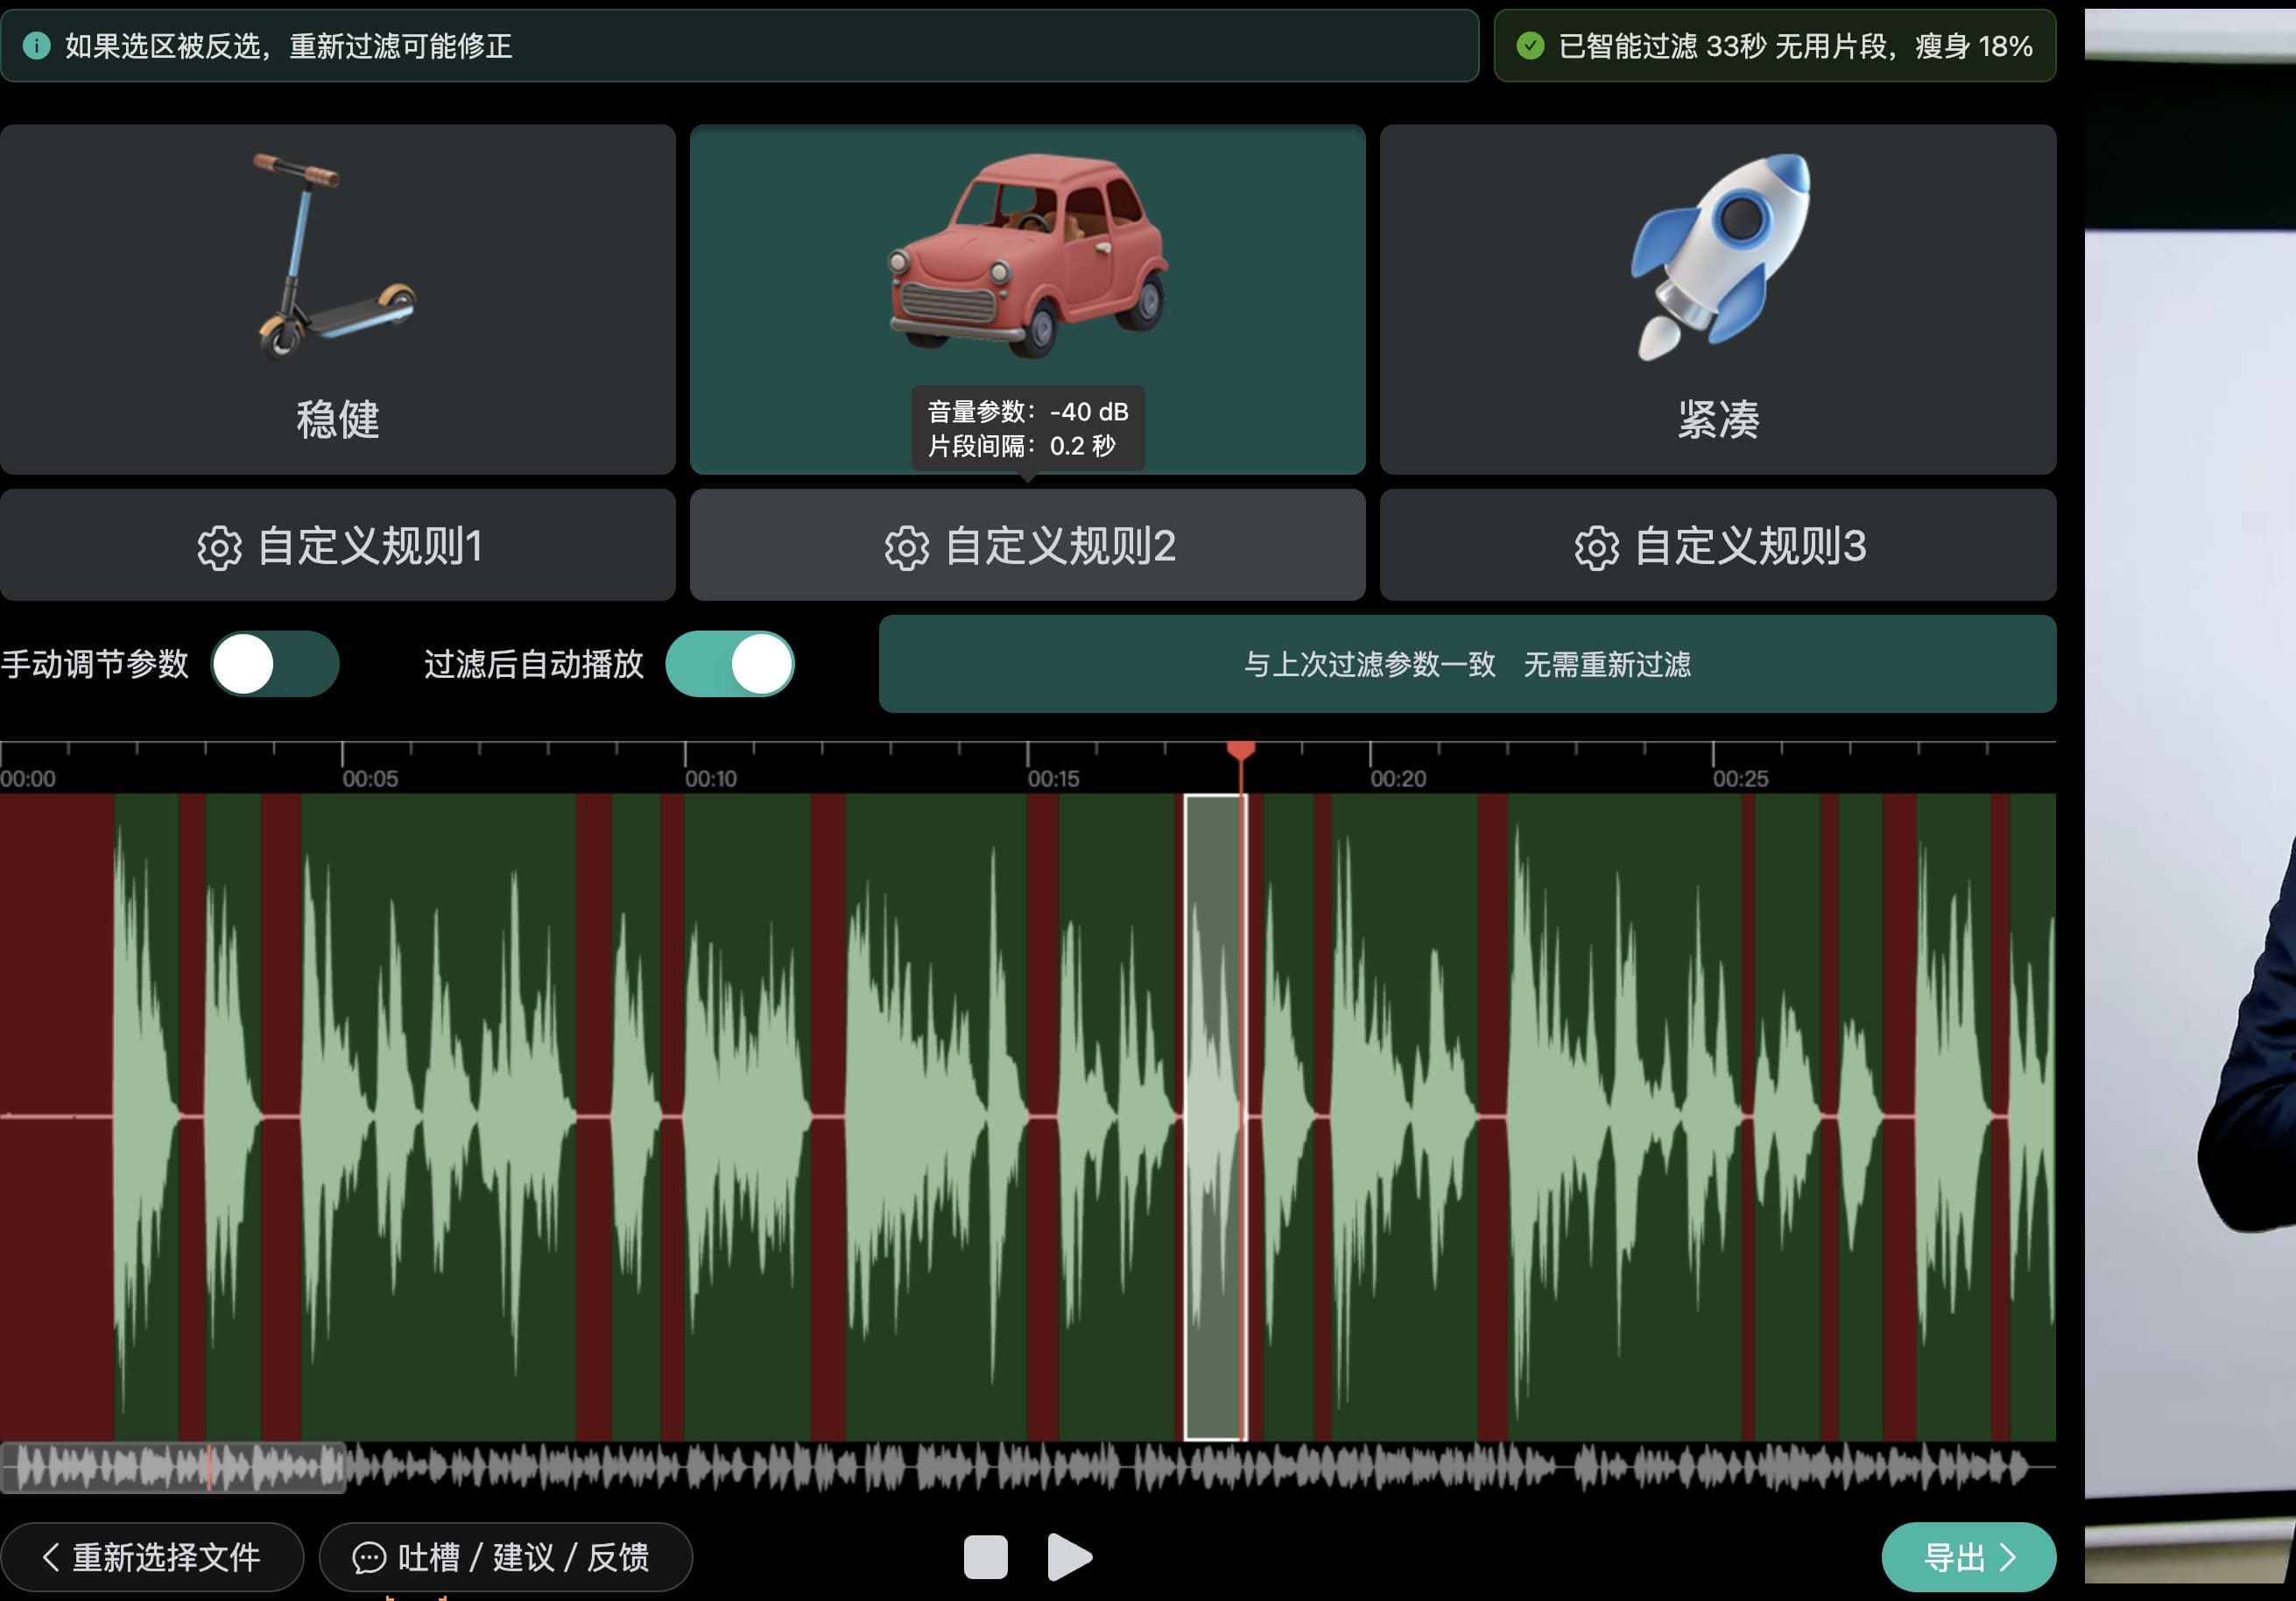 如果选区被反选，重新过滤可能修正
已智能过滤 33秒 无用片段，瘦身 18%
稳健
音量参数：-40 dB
片段间隔：0.2 秒
紧凑
自定义规则1
自定义规则2
自定义规则3
手动调节参数
过滤后自动播放
与上次过滤参数一致 无需重新过滤
00:00
00:05
00:10
00:15
00:20
00:25
重新选择文件
吐槽 / 建议 / 反馈
导出